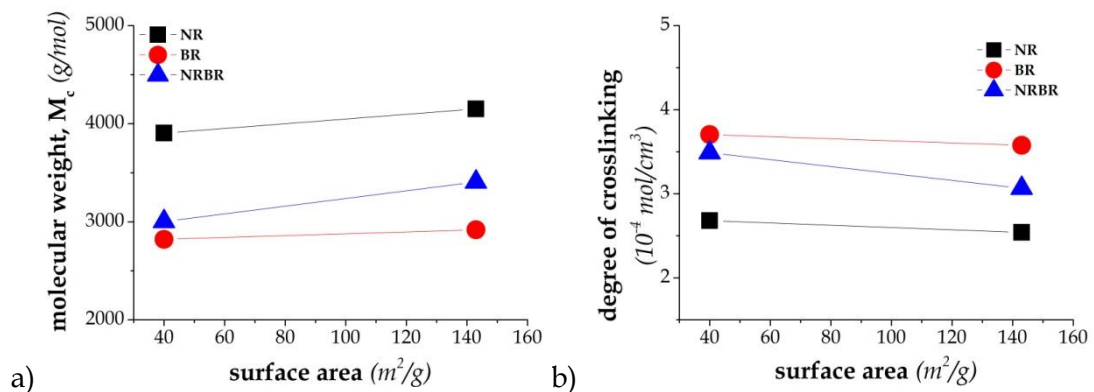 5000
4000
3000
2000
molecular weight, M_c (g/mol)
NR
BR
NRBR
40 60 80 100 120 140 160
surface area (m²/g)
a)
5
4
3
2
degree of crosslinking
(10⁻⁴ mol/cm³)
NR
BR
NRBR
40 60 80 100 120 140 160
surface area (m²/g)
b)